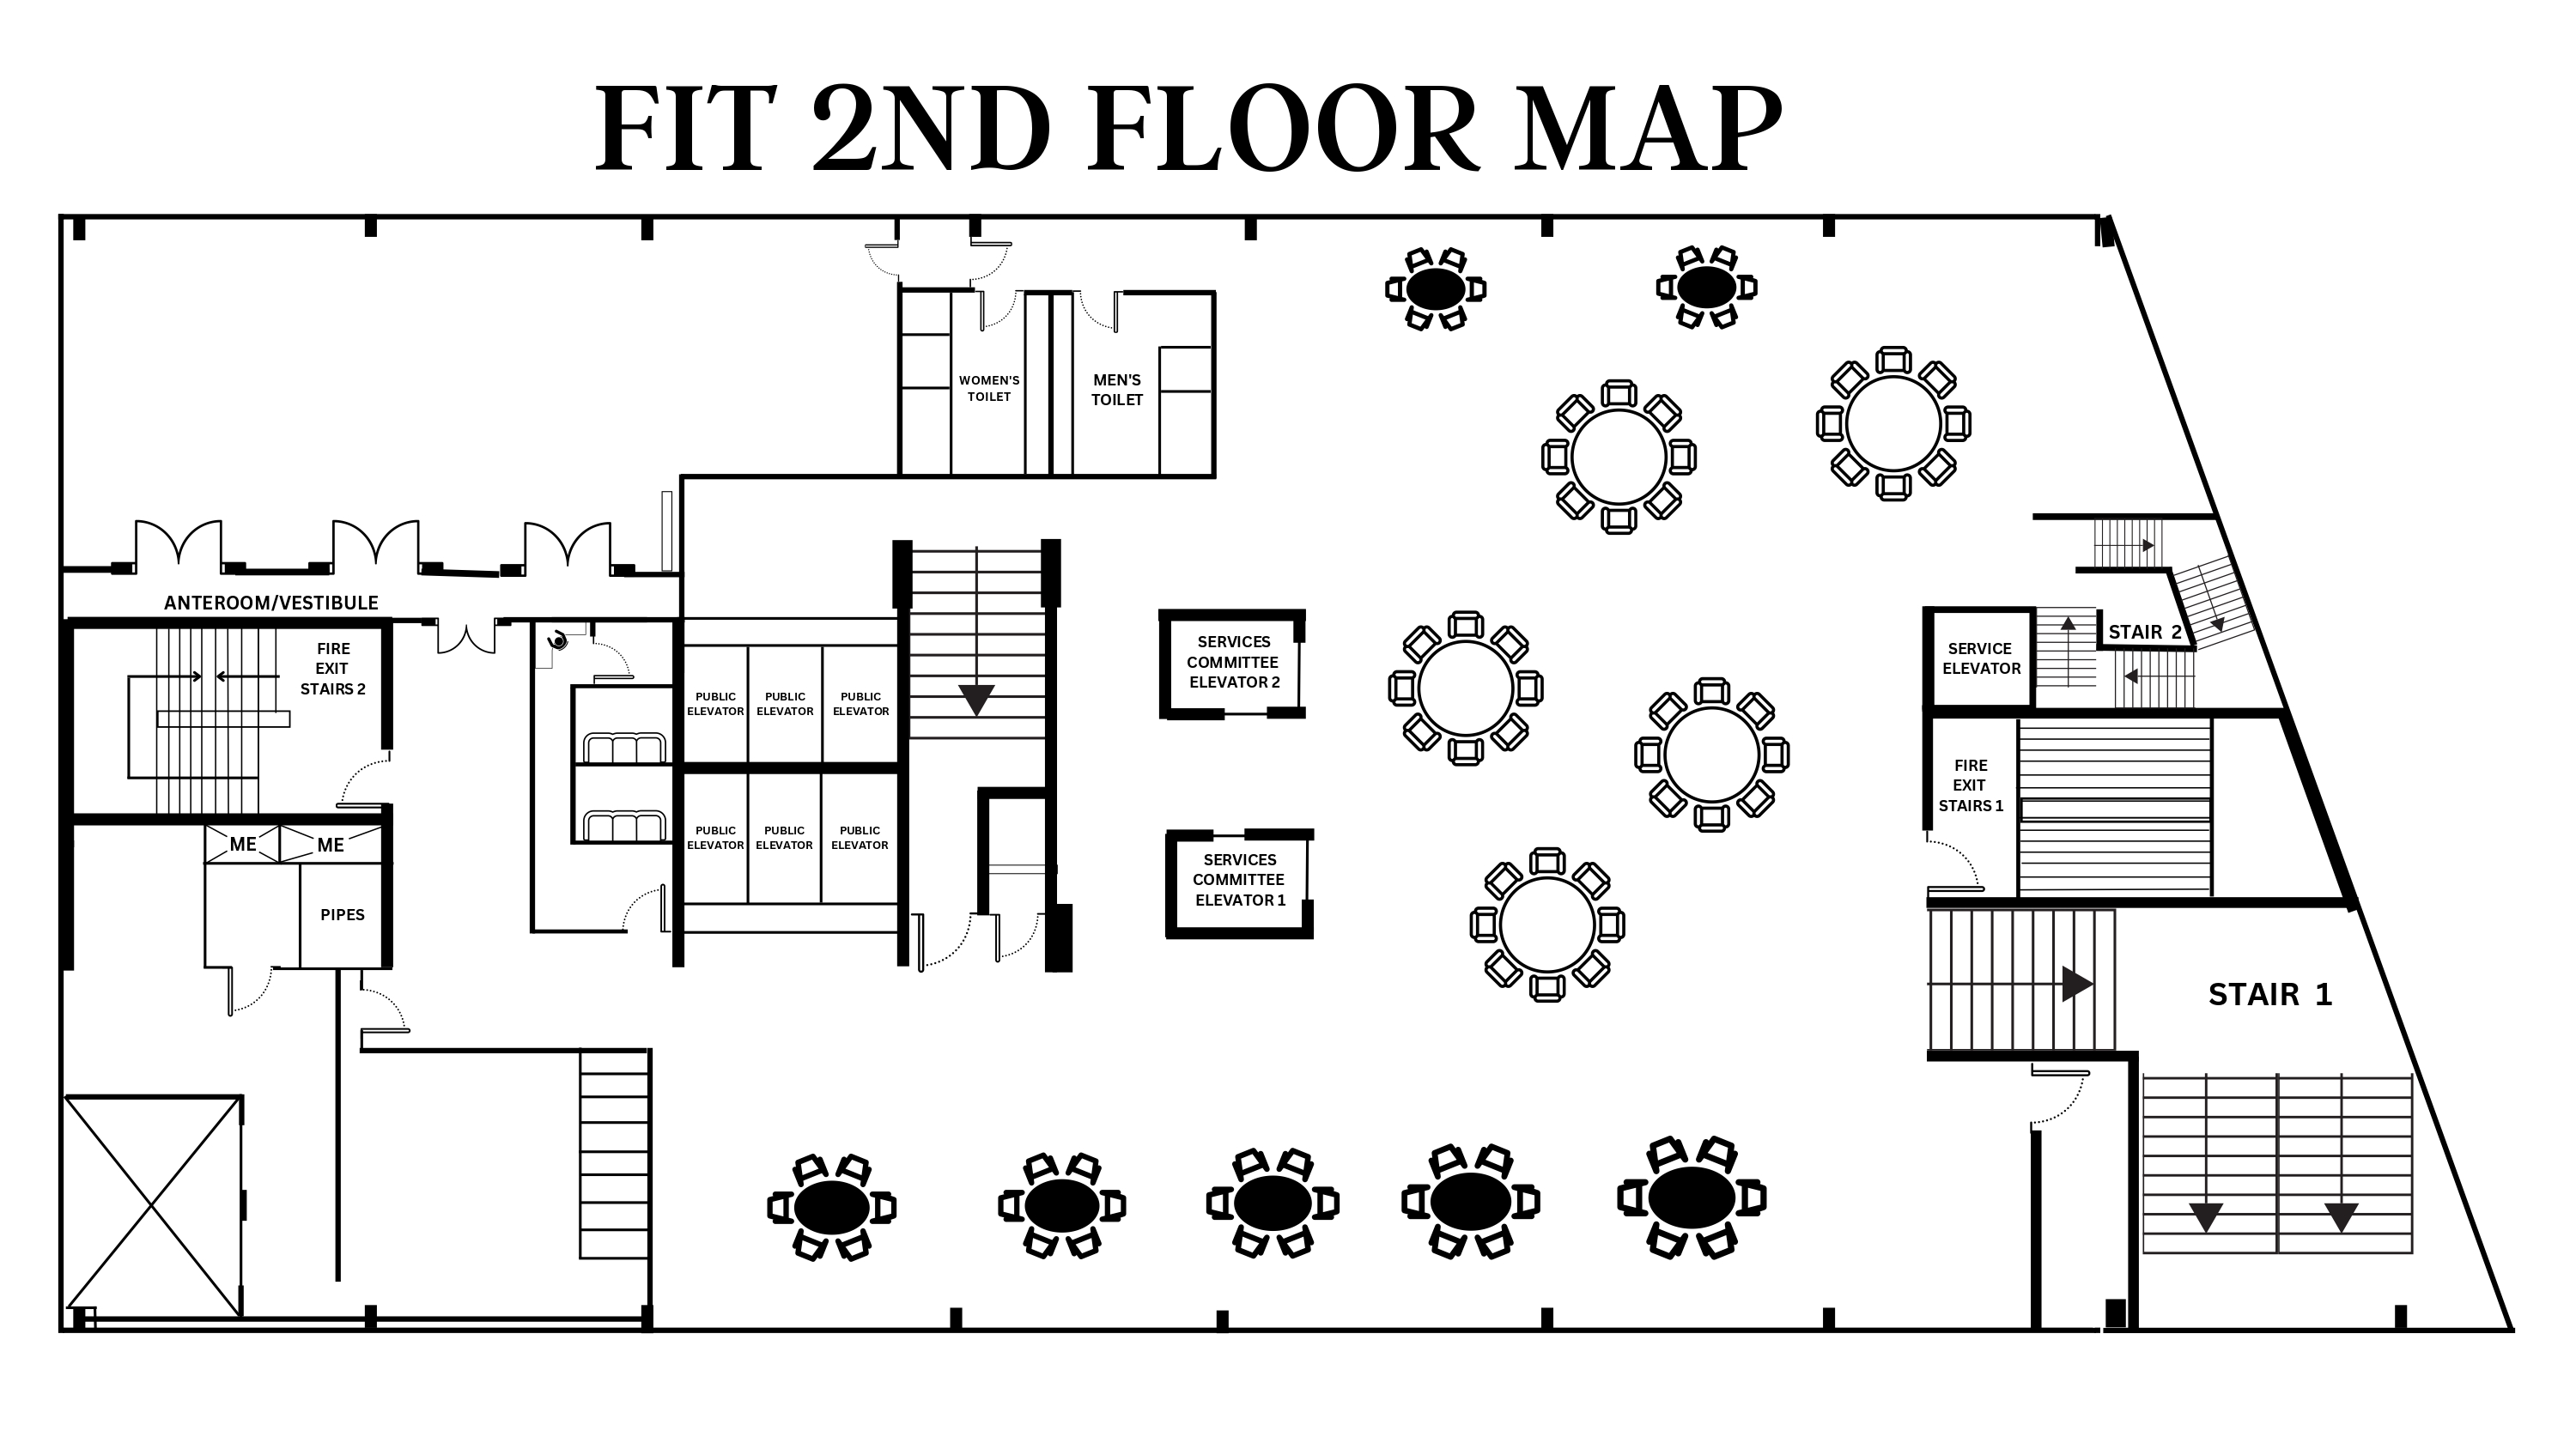 FIT 2ND FLOOR MAP
WOMEN'S
TOILET
MEN'S
TOILET
ANTEROOM/VESTIBULE
FIRE
EXIT
STAIRS 2
PUBLIC
ELEVATOR
PUBLIC
ELEVATOR
PUBLIC
ELEVATOR
SERVICES
COMMITTEE
ELEVATOR 2
SERVICE
ELEVATOR
STAIR 2
FIRE
EXIT
STAIRS 1
ME
ME
PIPES
PUBLIC
ELEVATOR
PUBLIC
ELEVATOR
PUBLIC
ELEVATOR
SERVICES
COMMITTEE
ELEVATOR 1
STAIR 1